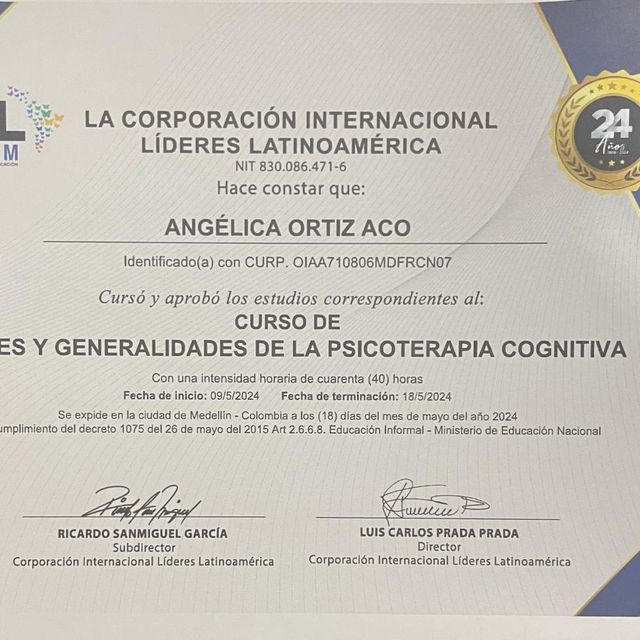 L
M
LA CORPORACIÓN INTERNACIONAL
LÍDERES LATINOAMÉRICA
NIT 830.086.471-6
Hace constar que:
24
Años
ANGÉLICA ORTIZ ACO
Identificado(a) con CURP. OIAA710806MDFRCN07
Cursó y aprobó los estudios correspondientes al:
CURSO DE
ES Y GENERALIDADES DE LA PSICOTERAPIA COGNITIVA
Con una intensidad horaria de cuarenta (40) horas
Fecha de inicio: 09/5/2024 Fecha de terminación: 18/5/2024
Se expide en la ciudad de Medellín - Colombia a los (18) días del mes de mayo del año 2024
umplimiento del decreto 1075 del 26 de mayo del 2015 Art 2.6.6.8. Educación Informal - Ministerio de Educación Nacional
RICARDO SANMIGUEL GARCÍA
Subdirector
Corporación Internacional Líderes Latinoamérica
LUIS CARLOS PRADA PRADA
Director
Corporación Internacional Líderes Latinoamérica